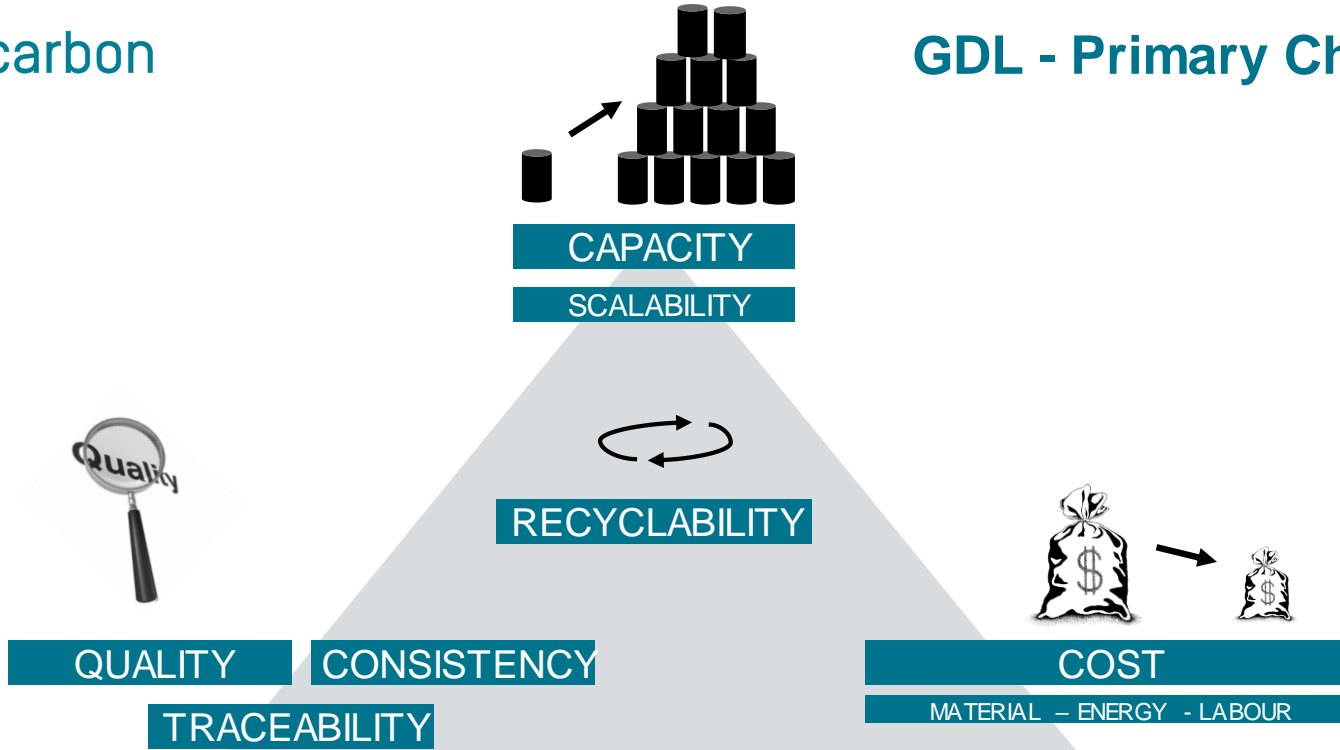 carbon
GDL - Primary Ch
CAPACITY
SCALABILITY
Quality
RECYCLABILITY
$
$
QUALITY
CONSISTENCY
COST
TRACEABILITY
MATERIAL – ENERGY - LABOUR